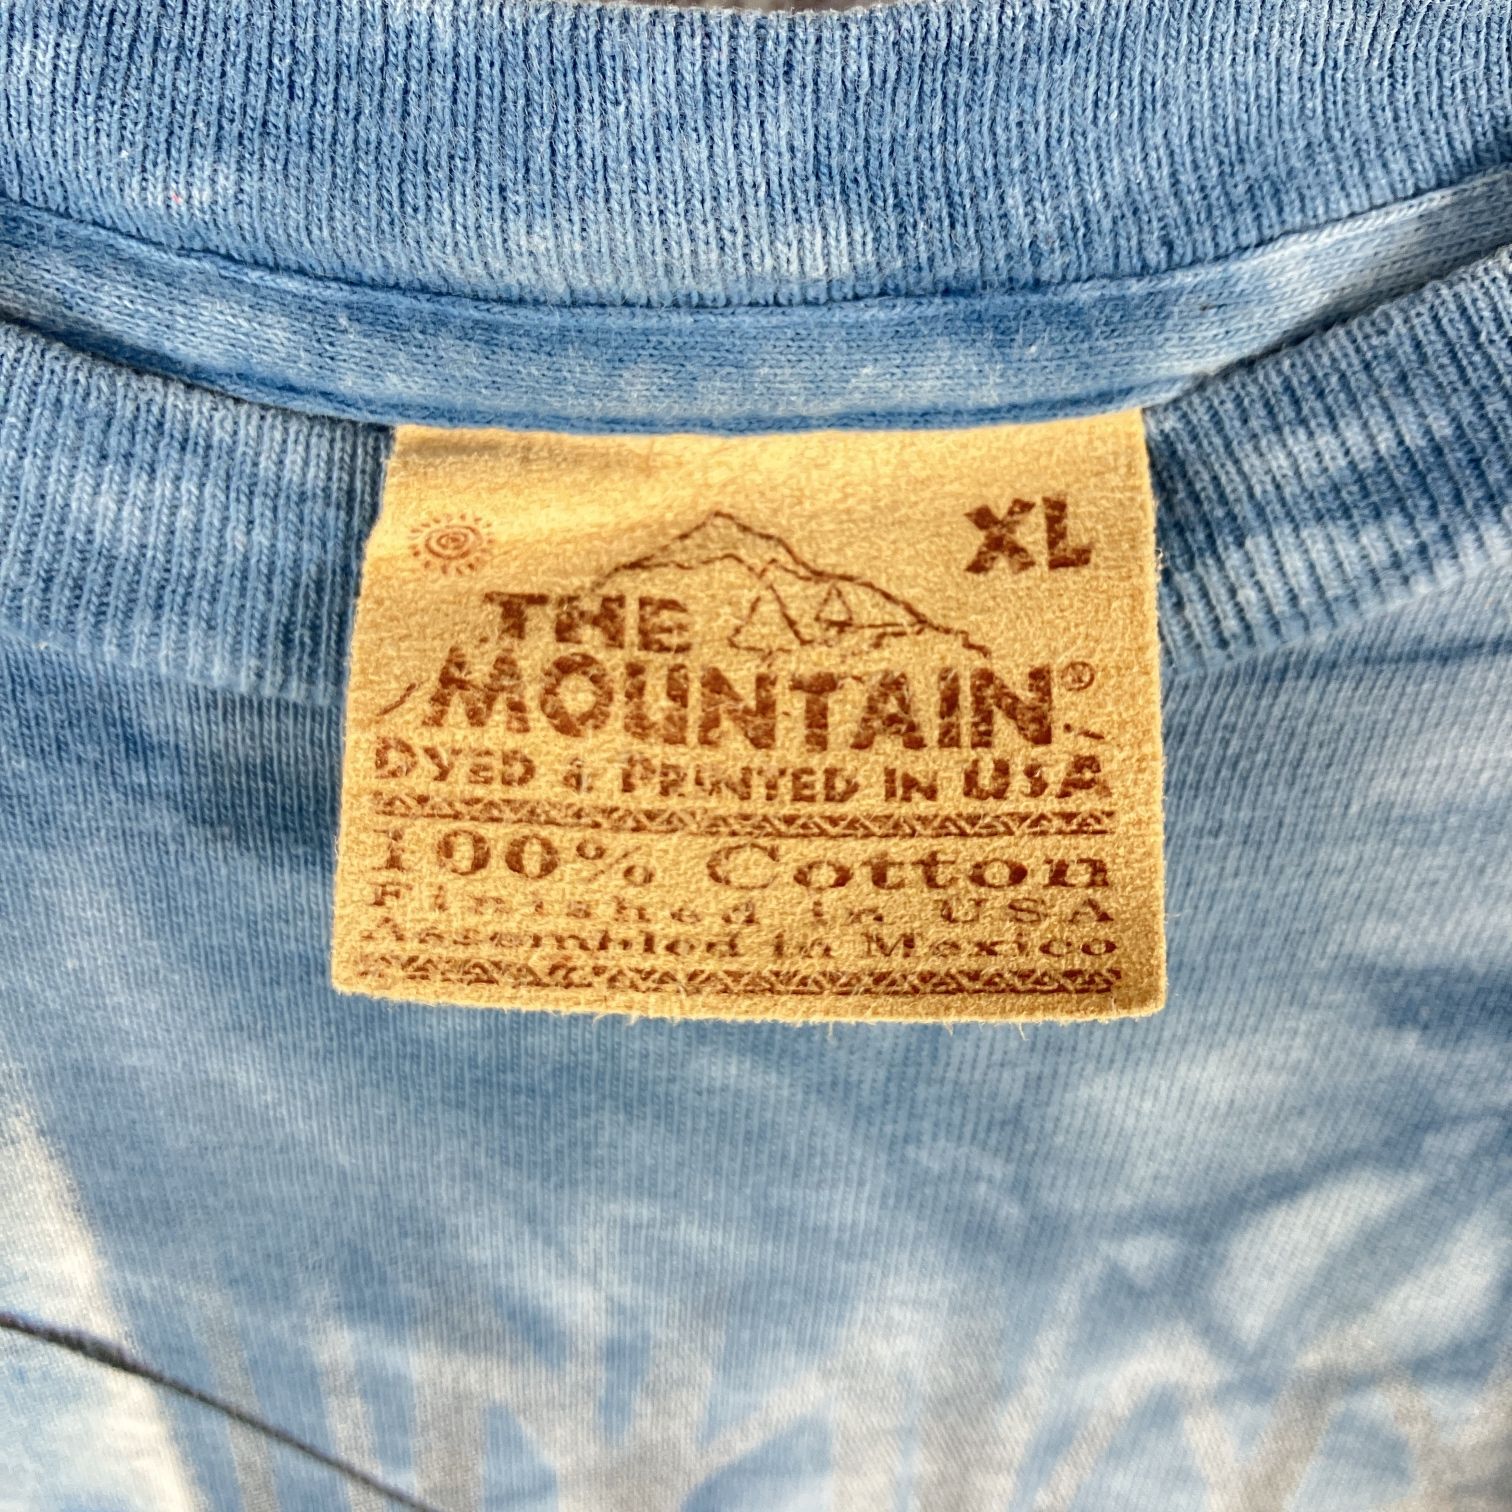 XL
THE
MOUNTAIN®
DYED & PRINTED IN USA
100% Cotton
Finished in USA
Assembled in Mexico